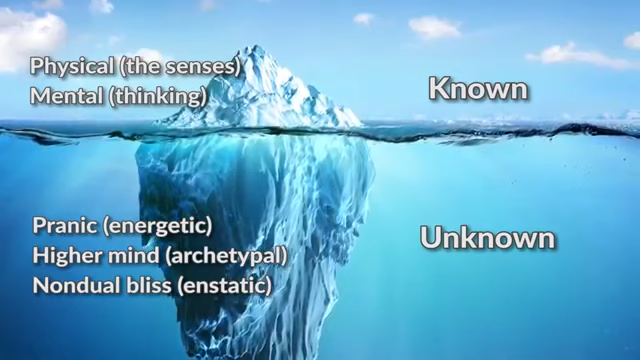 Physical (the senses)
Mental (thinking)
Known
Pranic (energetic)
Higher mind (archetypal)
Nondual bliss (enstatic)
Unknown